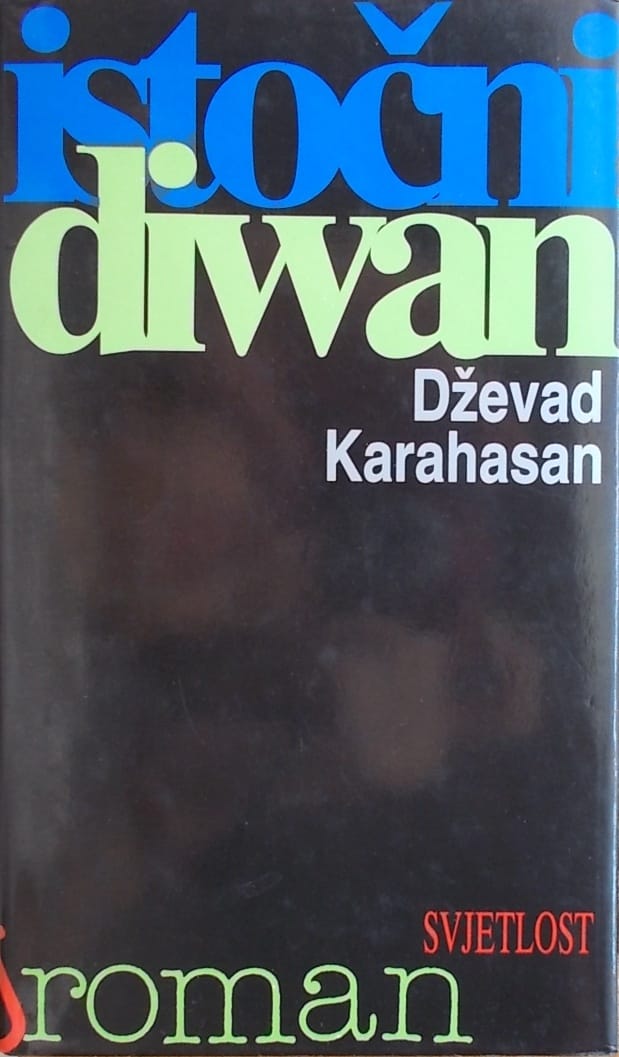 istočni
diwan
Dževad
Karahasan
SVJETLOST
roman